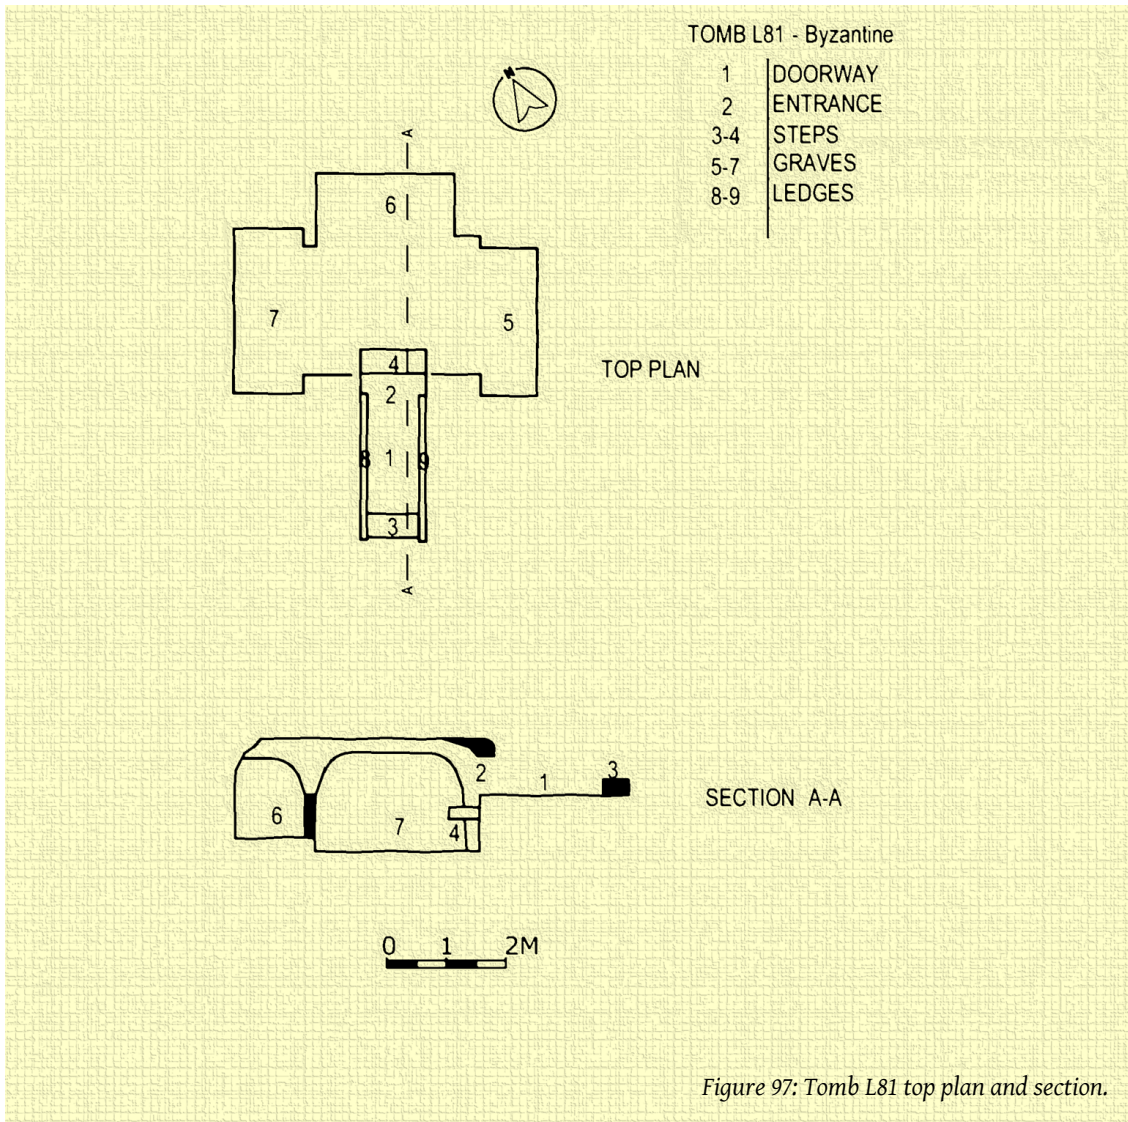 TOMB L81 - Byzantine
1 DOORWAY
2 ENTRANCE
3-4 STEPS
5-7 GRAVES
8-9 LEDGES
N
A
6
7
5
4
2
8 1 9
3
A
TOP PLAN
2
3
1
6
7
4
SECTION A-A
0 1 2M
Figure 97: Tomb L81 top plan and section.